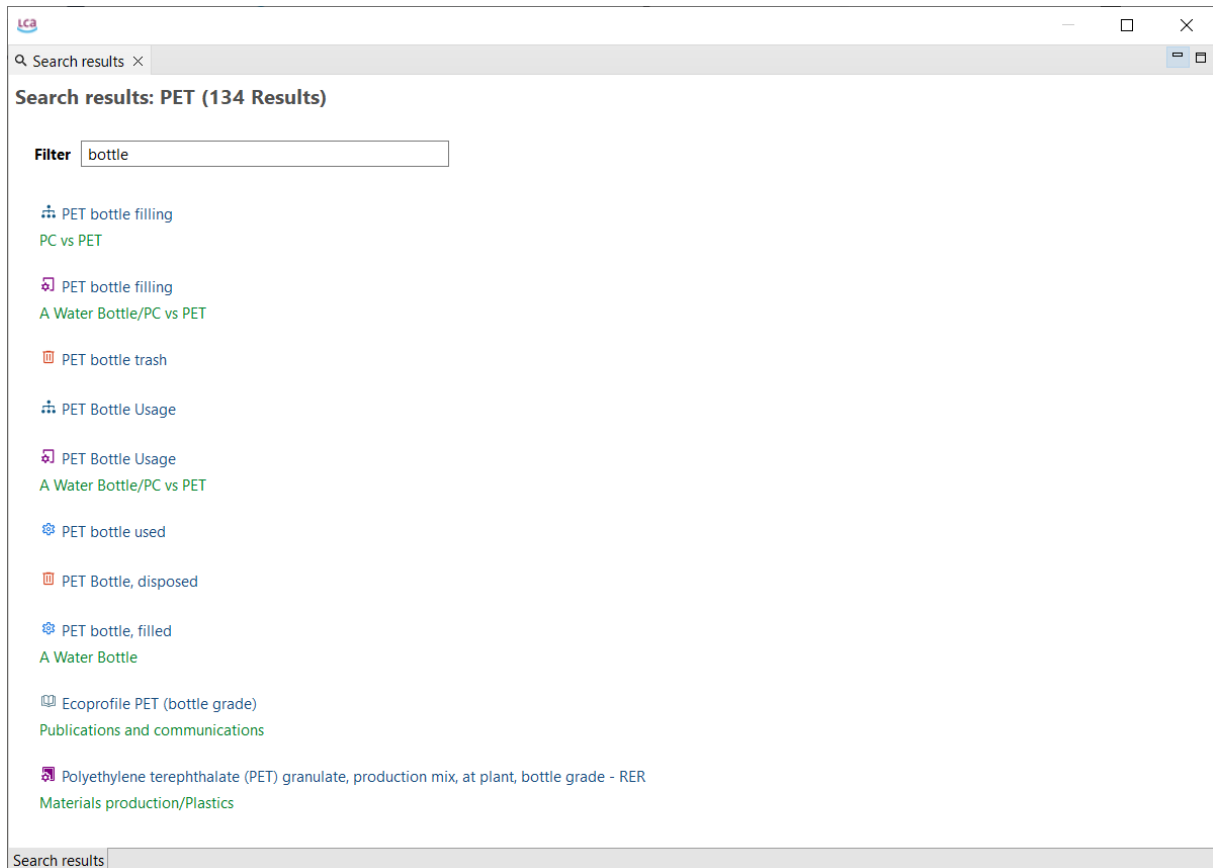 LCA
Search results
Search results: PET (134 Results)
Filter bottle
PET bottle filling
PC vs PET
PET bottle filling
A Water Bottle/PC vs PET
PET bottle trash
PET Bottle Usage
PET Bottle Usage
A Water Bottle/PC vs PET
PET bottle used
PET Bottle, disposed
PET bottle, filled
A Water Bottle
Ecoprofile PET (bottle grade)
Publications and communications
Polyethylene terephthalate (PET) granulate, production mix, at plant, bottle grade - RER
Materials production/Plastics
Search results